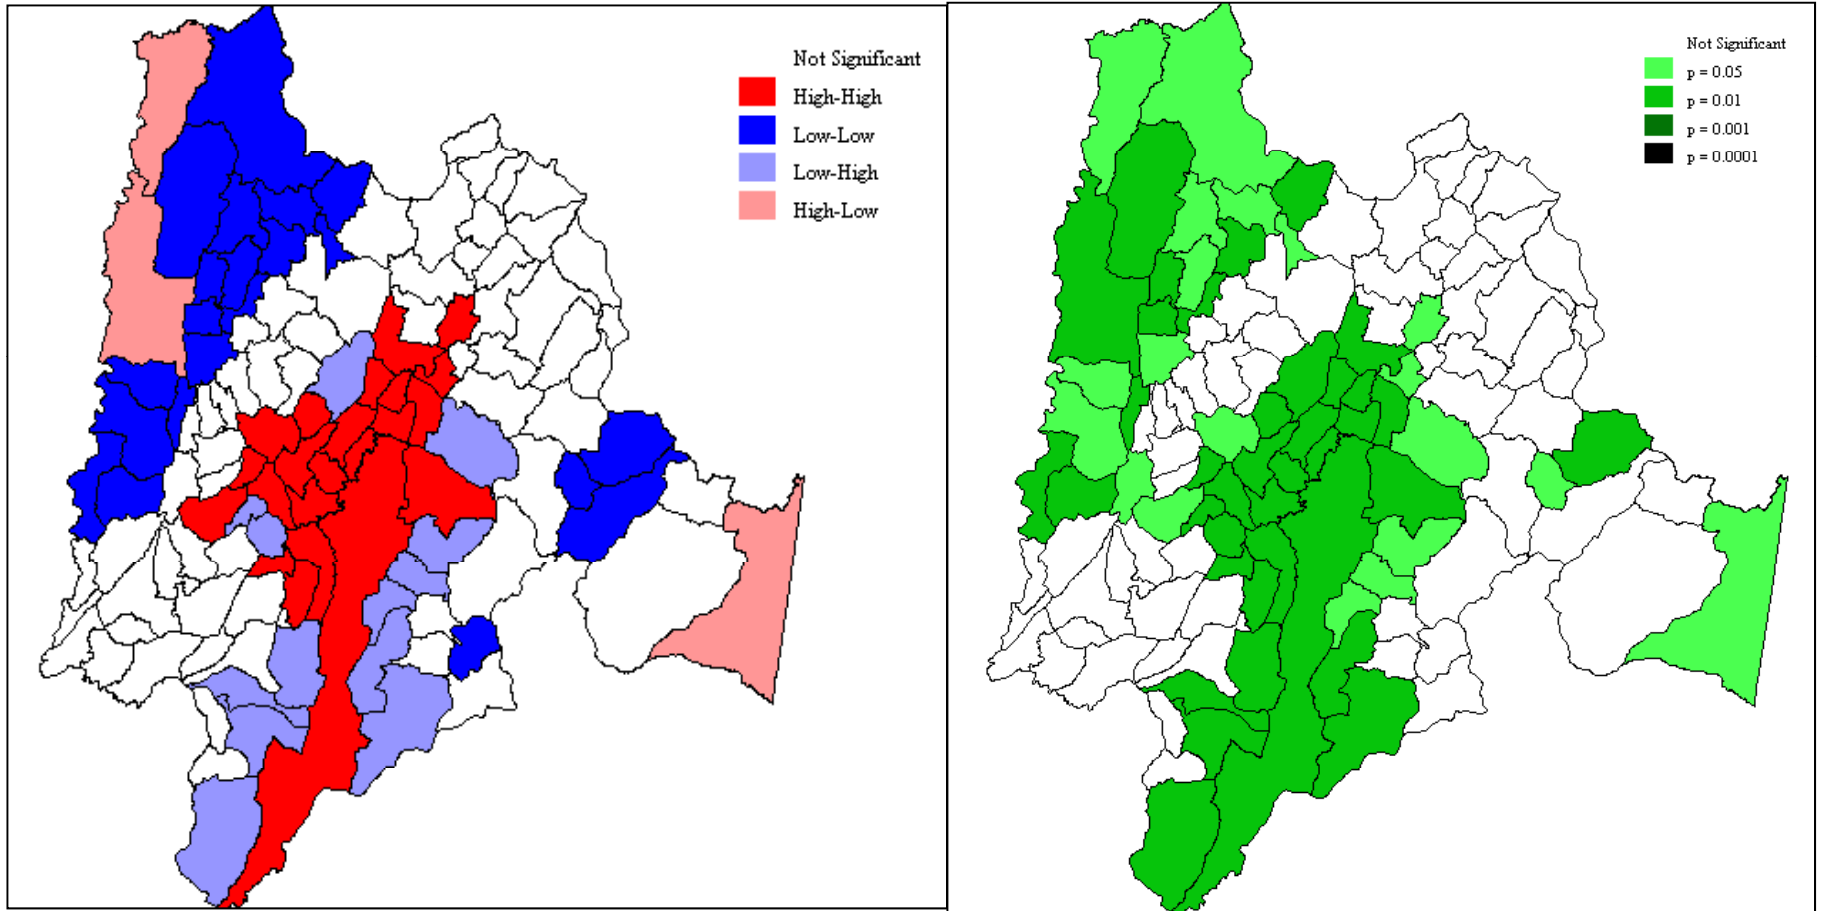 Not Significant
High-High
Low-Low
Low-High
High-Low
Not Significant
p = 0.05
p = 0.01
p = 0.001
p = 0.0001